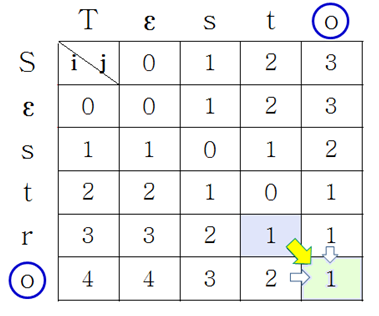 T ε s t o
S i j 0 1 2 3
ε 0 0 1 2 3
s 1 1 0 1 2
t 2 2 1 0 1
r 3 3 2 1 1
o 4 4 3 2 1